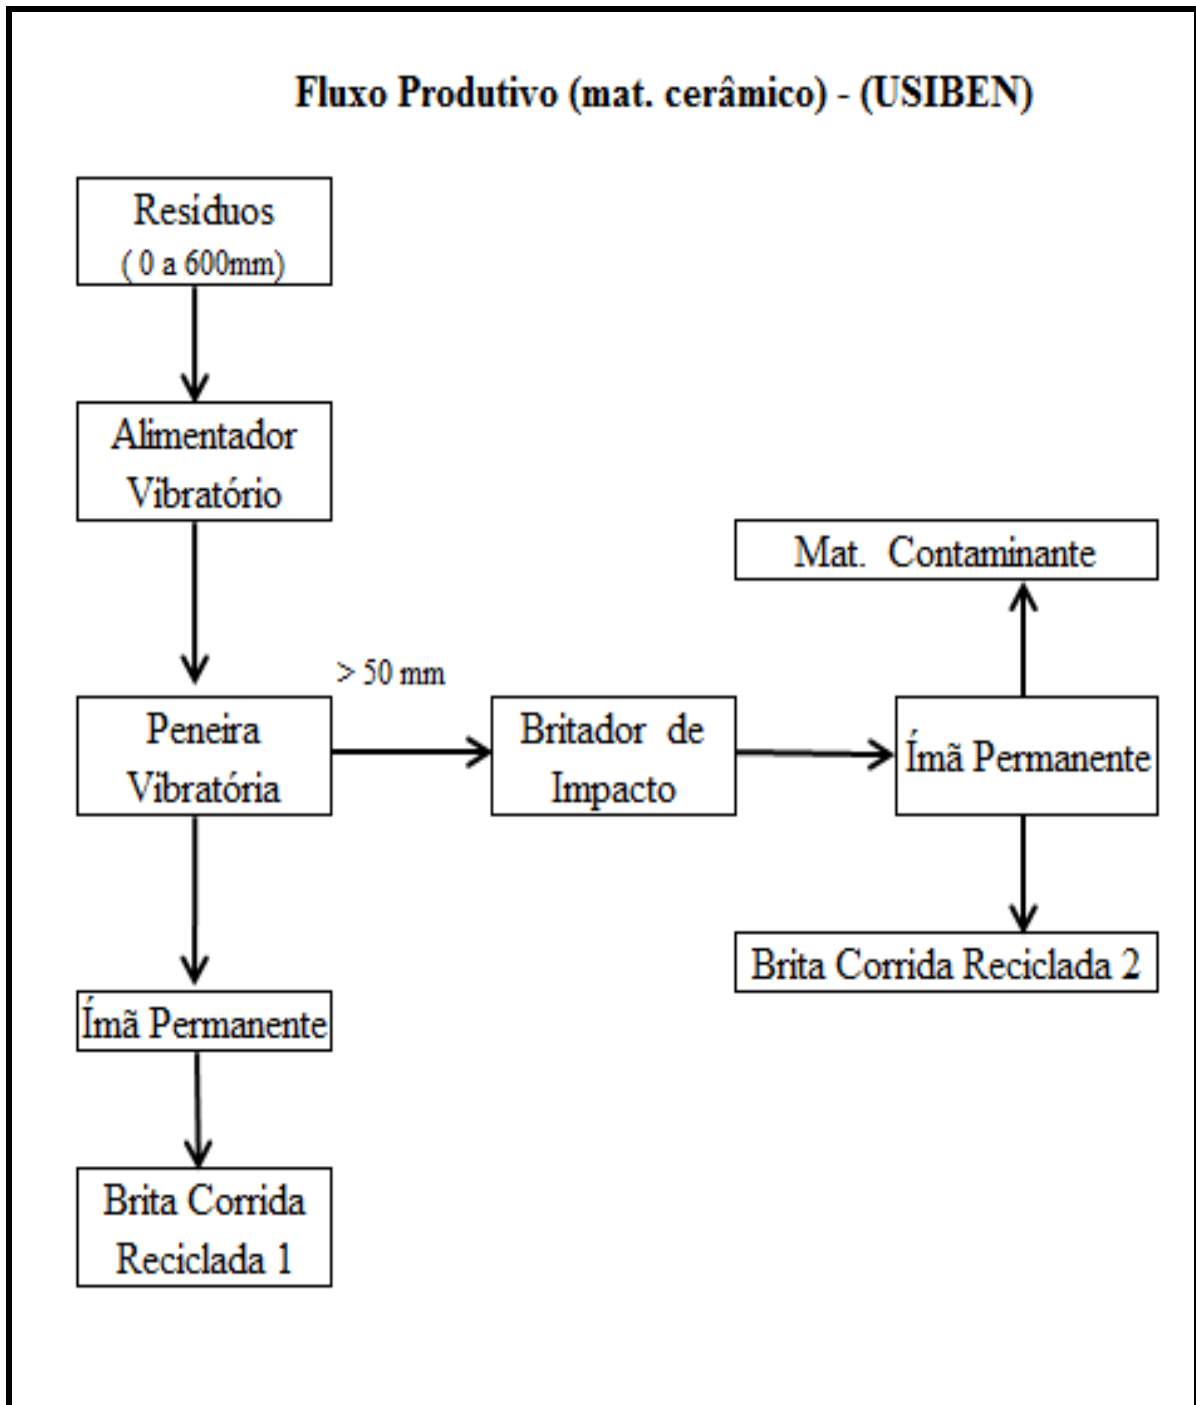 Fluxo Produtivo (mat. cerâmico) - (USIBEN)
Resíduos
( 0 a 600mm)
Alimentador
Vibratório
Mat. Contaminante
> 50 mm
Peneira
Vibratória
Britador de
Impacto
Ímã Permanente
Brita Corrida Reciclada 2
Ímã Permanente
Brita Corrida
Reciclada 1